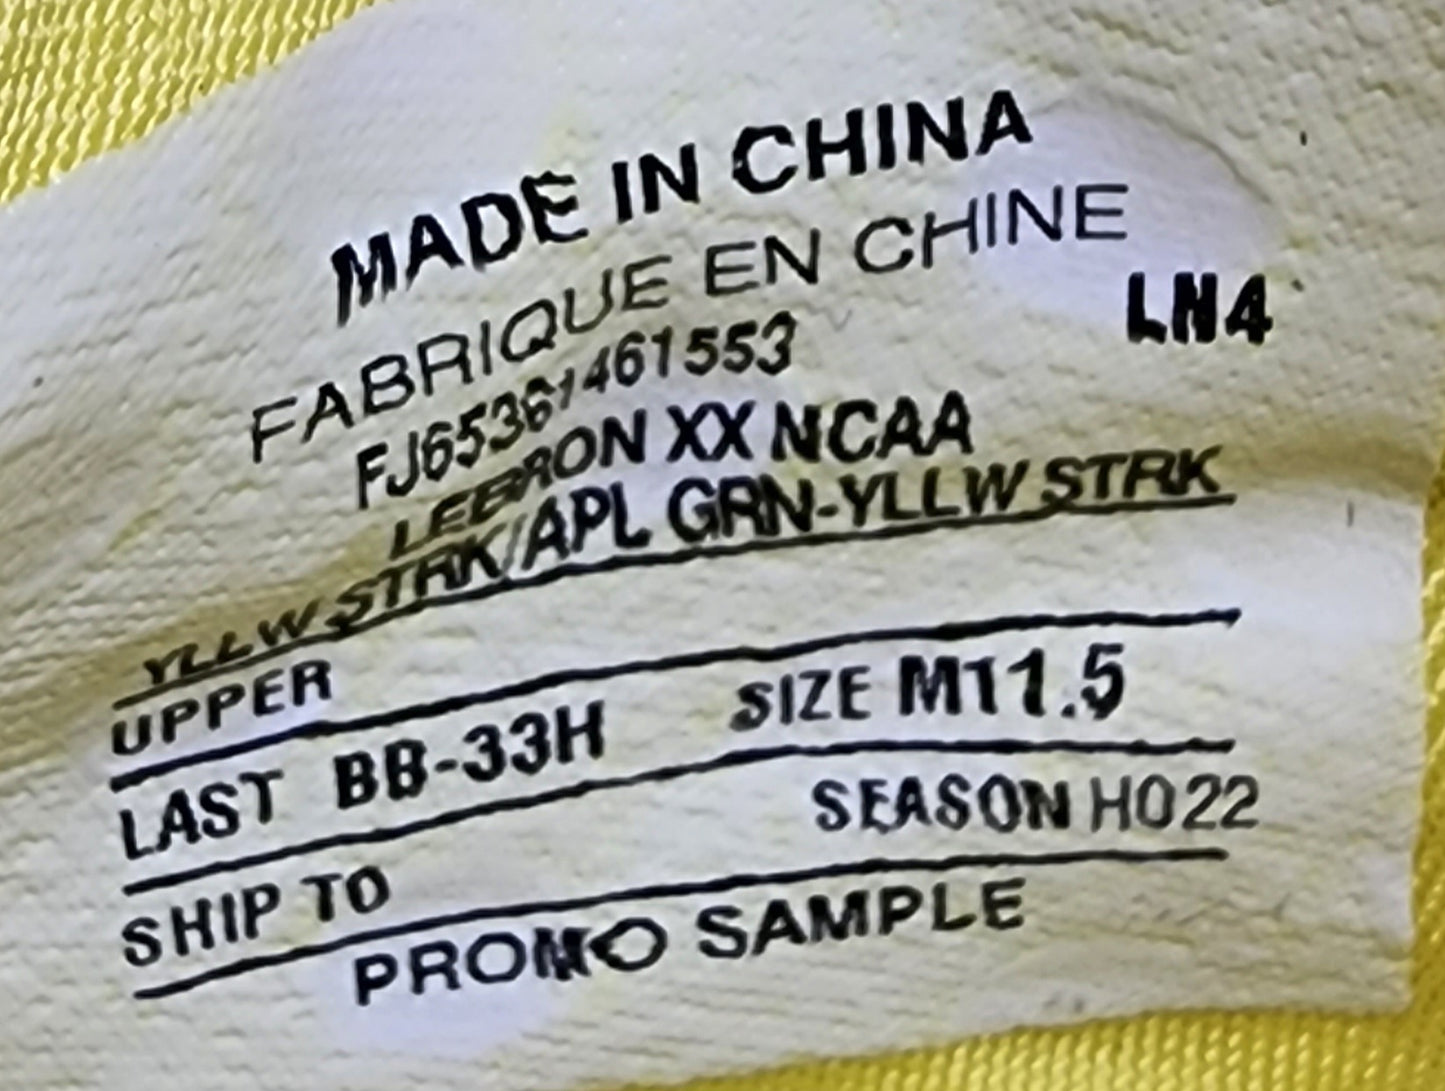 MADE IN CHINA
FABRIQUE EN CHINE
LN4
FJ65361461553
LEBRON XX NCAA
YLLW STRK/APL GRN-YLLW STRK
UPPER
LAST BB-33H SIZE M11.5
SEASON HO22
SHIP TO
PROMO SAMPLE